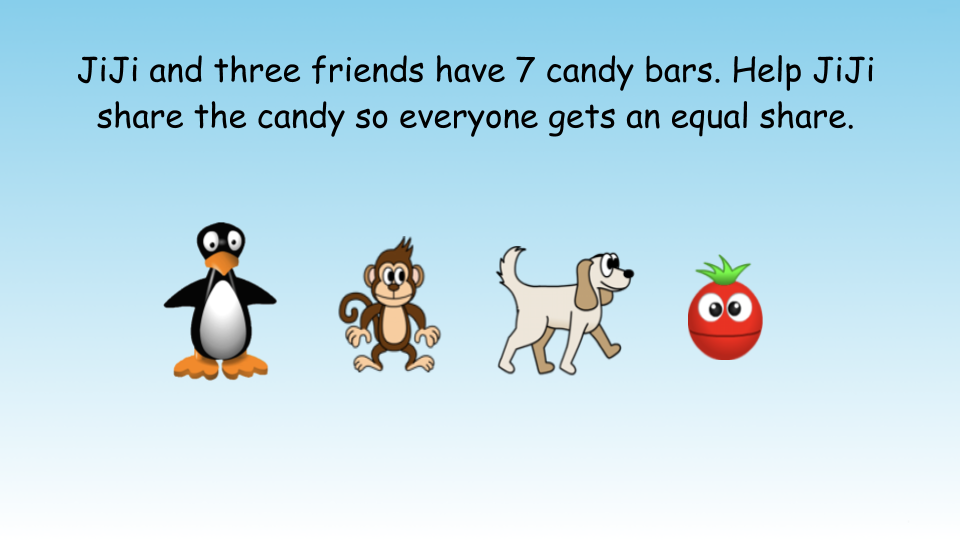 JiJi and three friends have 7 candy bars. Help JiJi
share the candy so everyone gets an equal share.